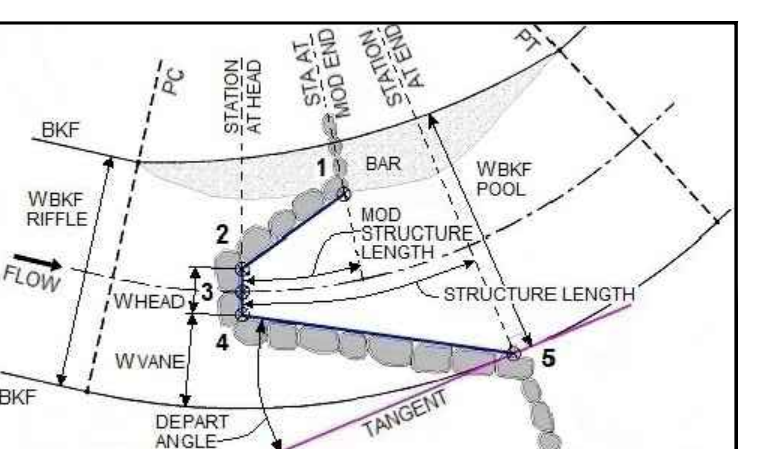 PC
STATION
AT HEAD
STA AT
MOD END
STATION
AT END
PT
BKF
1
BAR
WBKF
POOL
WBKF
RIFFLE
MOD
STRUCTURE
LENGTH
2
FLOW
WHEAD
3
STRUCTURE LENGTH
4
5
WVANE
BKF
DEPART
ANGLE
TANGENT